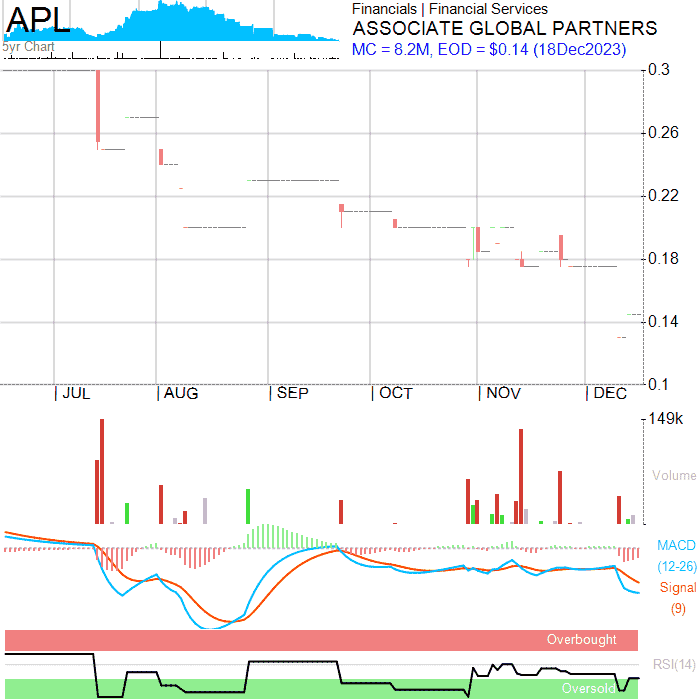 APL
5yr Chart
Financials | Financial Services
ASSOCIATE GLOBAL PARTNERS
MC = 8.2M, EOD = $0.14 (18Dec2023)
0.3
0.26
0.22
0.18
0.14
0.1
| JUL | AUG | SEP | OCT | NOV | DEC
149k
Volume
MACD
(12-26)
Signal
(9)
Overbought
RSI(14)
Oversold